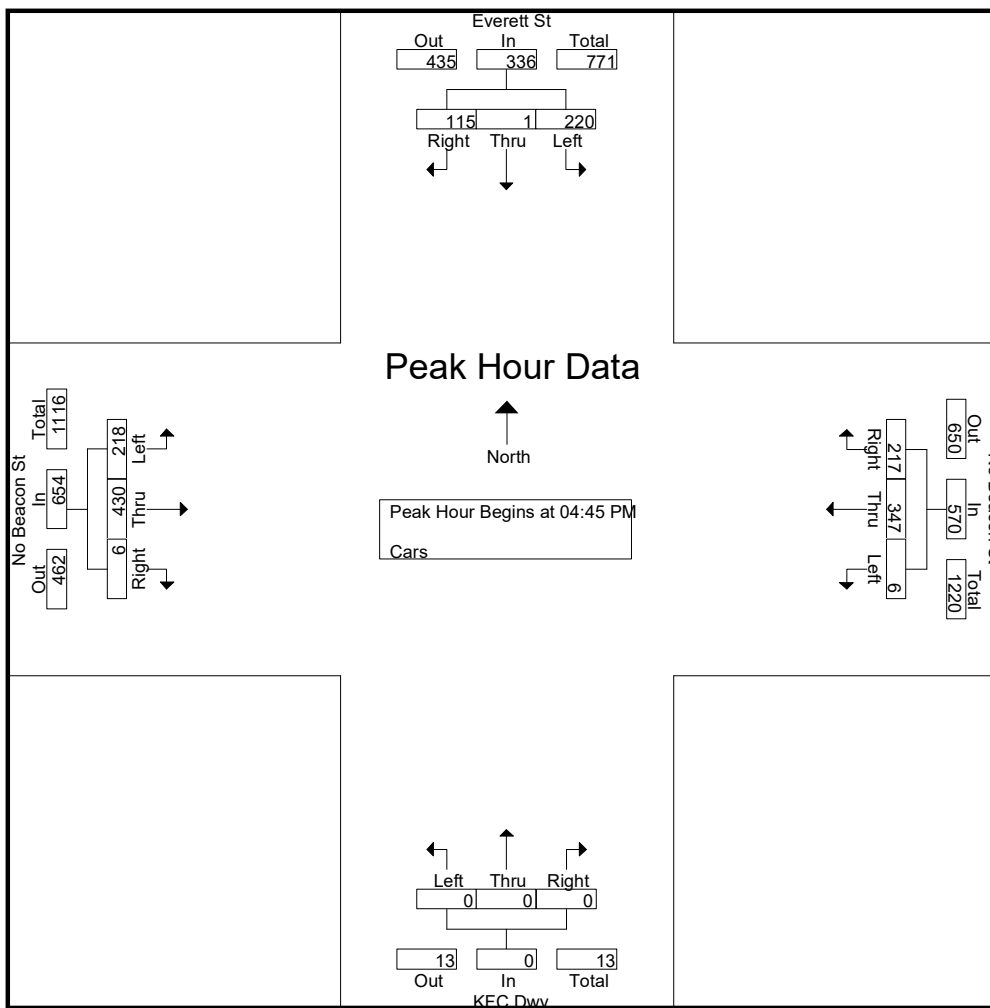 Everett St
Out In Total
435 336 771
115 1 220
Right Thru Left
Peak Hour Data
North
Peak Hour Begins at 04:45 PM
Cars
No Beacon St
Total In Out
1116 654 462
218 430 6
Left Thru Right
Right Thru Left
217 347 6
Out In Total
650 570 1220
Left Thru Right
0 0 0
13 0 13
Out In Total
KFC Dwy